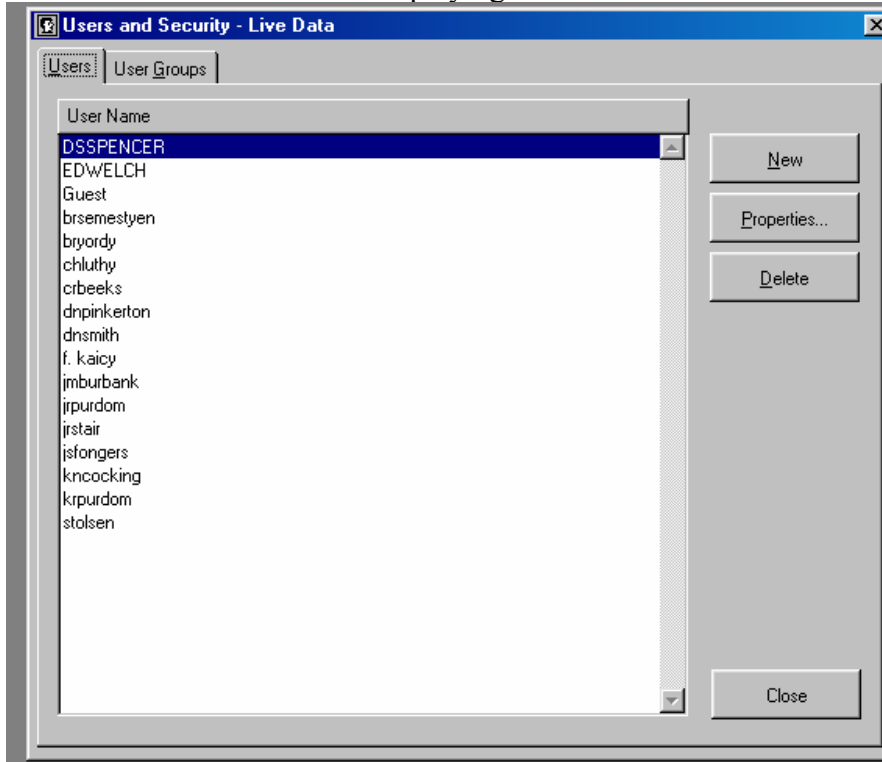 Users and Security - Live Data
Users
User Groups
User Name
DSSPENCER
EDWELCH
Guest
brsemestyen
bryordy
chluthy
crbeeks
dnpinkerton
dnsmith
f. kaicy
jmburbank
jrpurdom
jrstair
jsfongers
kncocking
krpurdom
stolsen
New
Properties...
Delete
Close